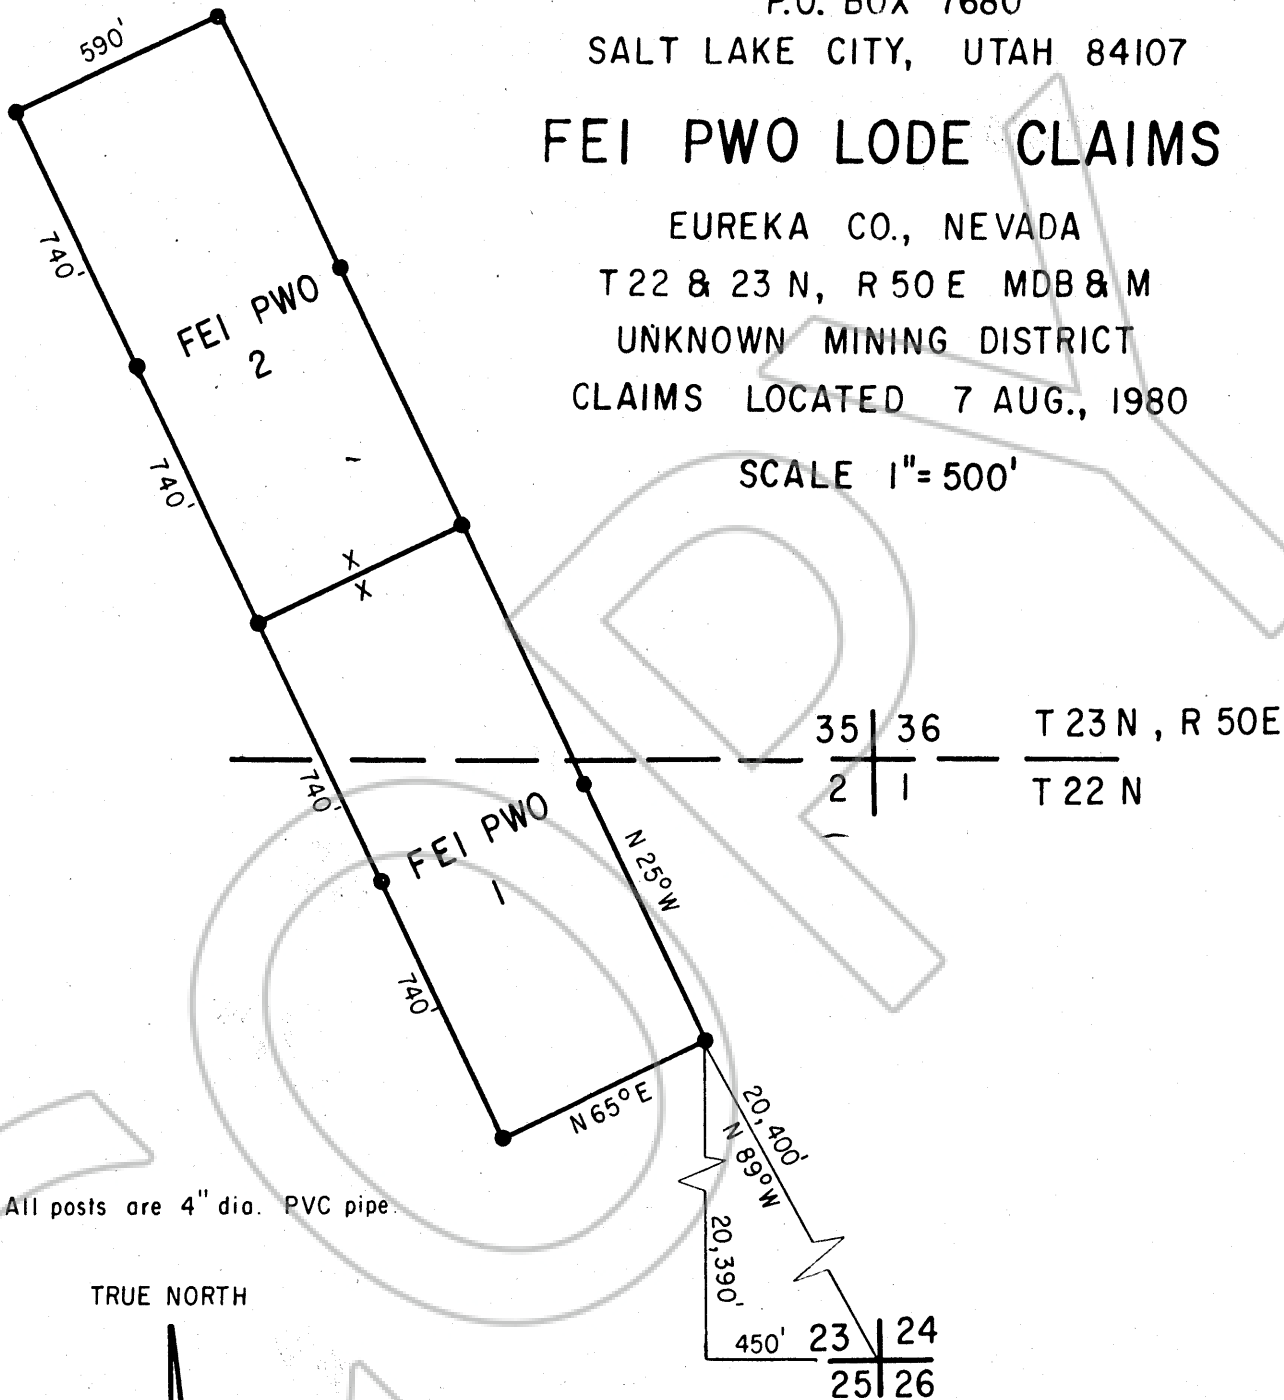 P.O. BOX 7680
SALT LAKE CITY, UTAH 84107
FEI PWO LODE CLAIMS
EUREKA CO., NEVADA
T 22 & 23 N, R 50 E MDB & M
UNKNOWN MINING DISTRICT
CLAIMS LOCATED 7 AUG., 1980
SCALE 1"= 500'
590'
740'
FEI PWO
2
740'
X
X
35 36 T 23 N , R 50E
2 1 T 22 N
740'
FEI PWO
1
N 25° W
740'
N 65° E
20,400'
N 89° W
All posts are 4" dia. PVC pipe.
20,390'
TRUE NORTH
450' 23 24
25 26
COPY